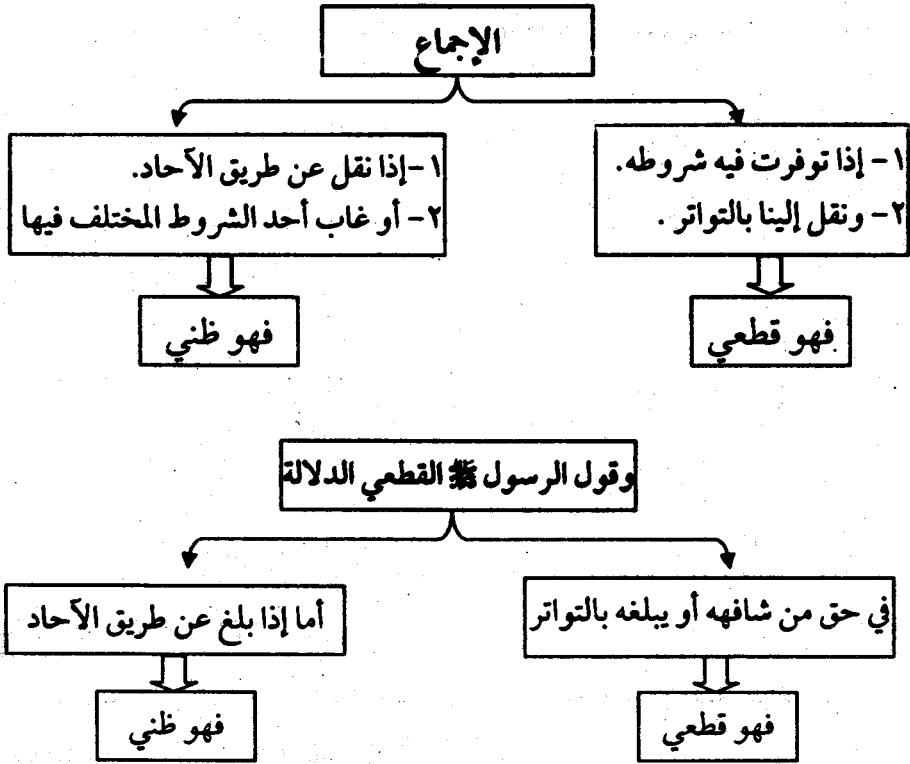 الإجماع
١- إذا توفرت فيه شروطه.
٢- ونقل إلينا بالتواتر .
فهو قطعي
١-إذا نقل عن طريق الآحاد.
٢- أو غاب أحد الشروط المختلف فيها
فهو ظني
وقول الرسول ﷺ القطعي الدلالة
في حق من شافهه أو يبلغه بالتواتر
فهو قطعي
أما إذا بلغ عن طريق الآحاد
فهو ظني